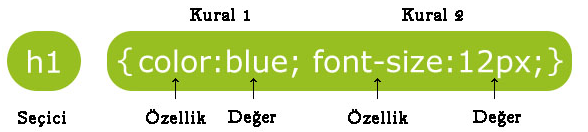 Kural 1 Kural 2
h1 {color:blue; font-size:12px;}
Seçici Özellik Değer Özellik Değer